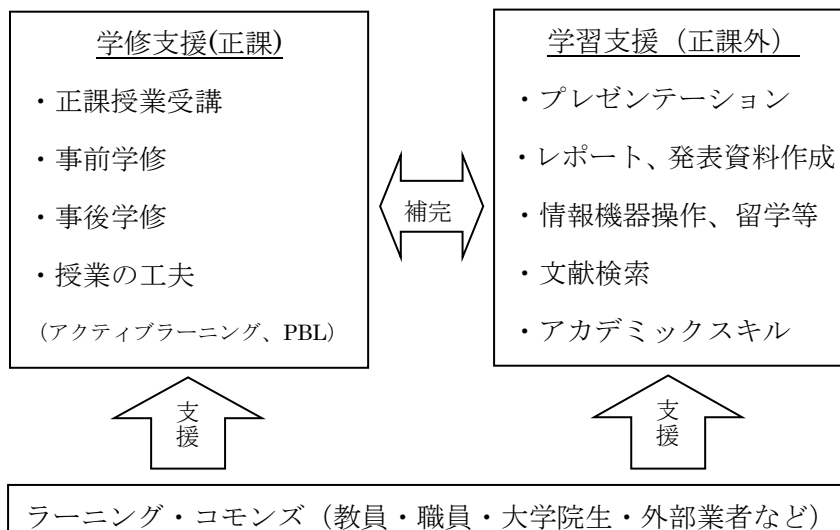 学修支援(正課)
・正課授業受講
・事前学修
・事後学修
・授業の工夫
（アクティブラーニング、PBL）
補完
学習支援（正課外）
・プレゼンテーション
・レポート、発表資料作成
・情報機器操作、留学等
・文献検索
・アカデミックスキル
支援
支援
ラーニング・コモンズ（教員・職員・大学院生・外部業者など）